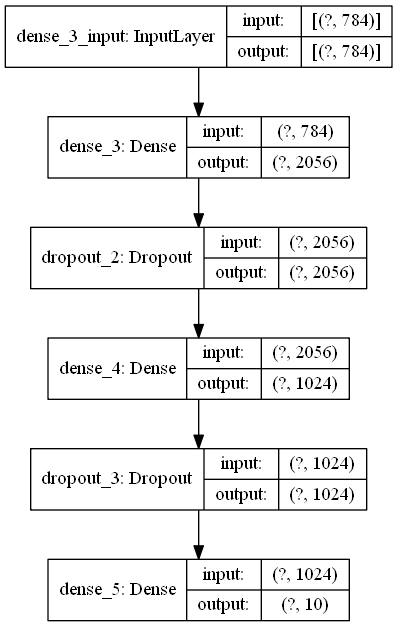 dense_3_input: InputLayer
input: [(?, 784)]
output: [(?, 784)]
dense_3: Dense
input: (?, 784)
output: (?, 2056)
dropout_2: Dropout
input: (?, 2056)
output: (?, 2056)
dense_4: Dense
input: (?, 2056)
output: (?, 1024)
dropout_3: Dropout
input: (?, 1024)
output: (?, 1024)
dense_5: Dense
input: (?, 1024)
output: (?, 10)